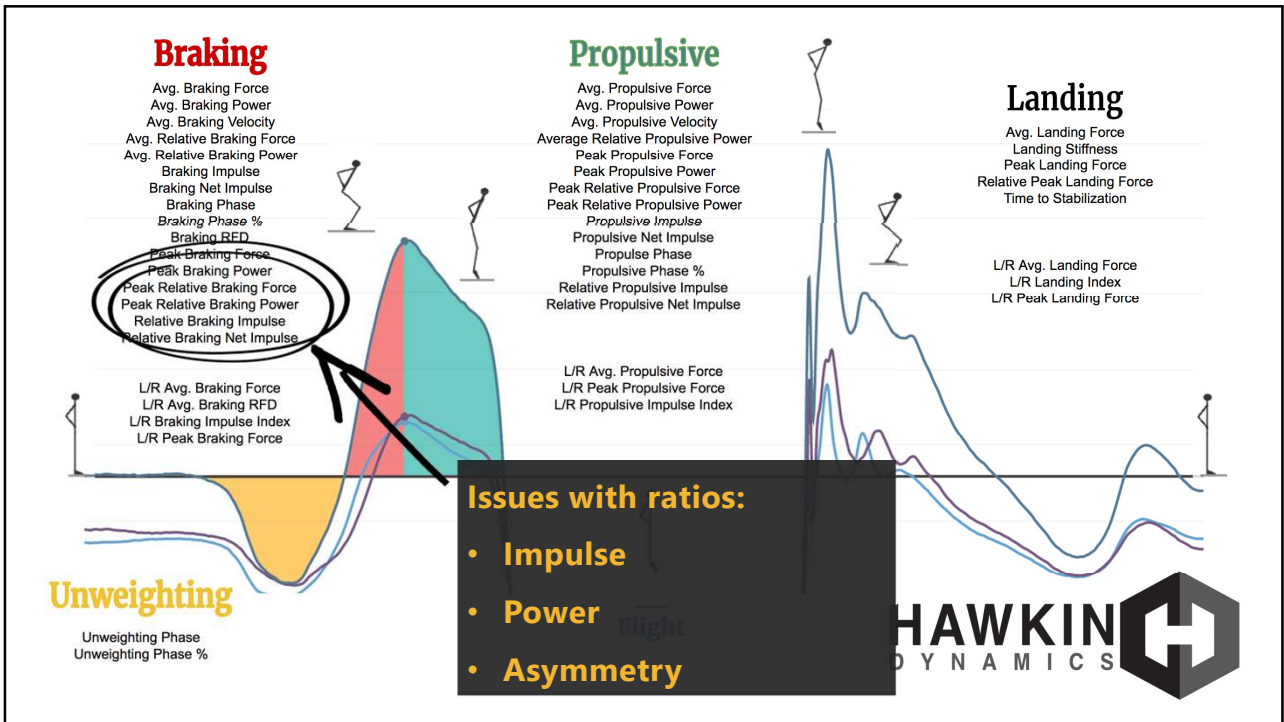 Braking
Avg. Braking Force
Avg. Braking Power
Avg. Braking Velocity
Avg. Relative Braking Force
Avg. Relative Braking Power
Braking Impulse
Braking Net Impulse
Braking Phase
Braking Phase %
Braking RFD
Peak Braking Force
Peak Braking Power
Peak Relative Braking Force
Peak Relative Braking Power
Relative Braking Impulse
Relative Braking Net Impulse
L/R Avg. Braking Force
L/R Avg. Braking RFD
L/R Braking Impulse Index
L/R Peak Braking Force
Unweighting
Unweighting Phase
Unweighting Phase %
Propulsive
Avg. Propulsive Force
Avg. Propulsive Power
Avg. Propulsive Velocity
Average Relative Propulsive Power
Peak Propulsive Force
Peak Propulsive Power
Peak Relative Propulsive Force
Peak Relative Propulsive Power
Propulsive Impulse
Propulsive Net Impulse
Propulse Phase
Propulsive Phase %
Relative Propulsive Impulse
Relative Propulsive Net Impulse
L/R Avg. Propulsive Force
L/R Peak Propulsive Force
L/R Propulsive Impulse Index
Issues with ratios:
• Impulse
• Power
Flight
• Asymmetry
Landing
Avg. Landing Force
Landing Stiffness
Peak Landing Force
Relative Peak Landing Force
Time to Stabilization
L/R Avg. Landing Force
L/R Landing Index
L/R Peak Landing Force
HAWKIN
DYNAMICS